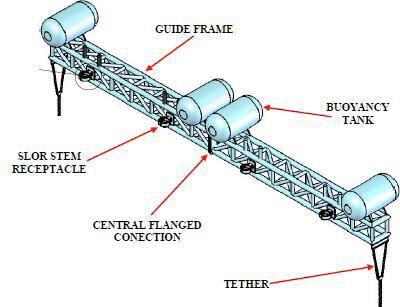 GUIDE FRAME
BUOYANCY
TANK
SLOR STEM
RECEPTACLE
CENTRAL FLANGED
CONECTION
TETHER